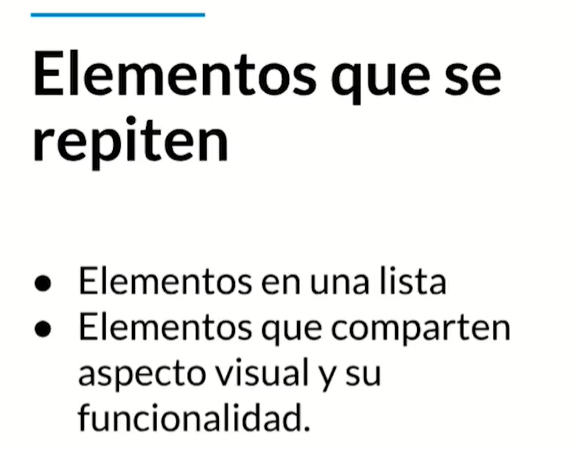 Elementos que se
repiten
● Elementos en una lista
● Elementos que comparten
aspecto visual y su
funcionalidad.